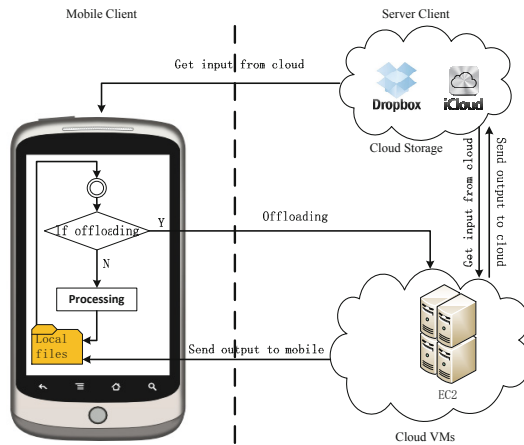 Mobile Client
Server Client
Get input from cloud
Dropbox
iCloud
Cloud Storage
Get input from cloud
Send output to cloud
If offloading
Y
Offloading
N
Processing
Local
files
Send output to mobile
EC2
Cloud VMs